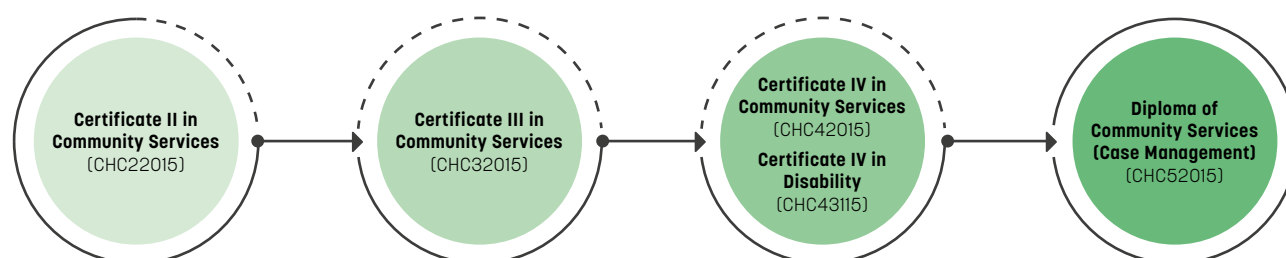 Certificate II in
Community Services
(CHC22015)
Certificate III in
Community Services
(CHC32015)
Certificate IV in
Community Services
(CHC42015)
Certificate IV in
Disability
(CHC43115)
Diploma of
Community Services
(Case Management)
(CHC52015)